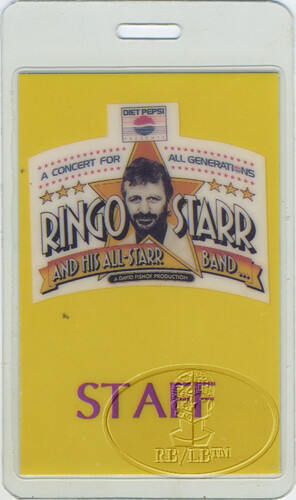 DIET PEPSI
PRESENTS
A CONCERT FOR ALL GENERATIONS
RINGO STARR
AND HIS ALL-STARR BAND...
A DAVID FISHOF PRODUCTION
STAFF
RB/LB™